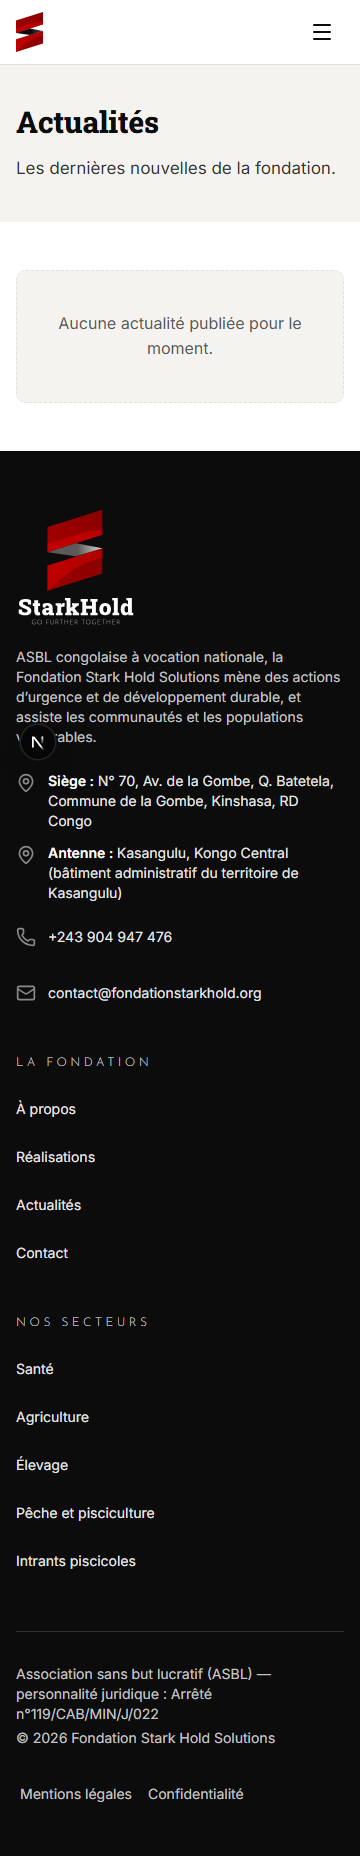 Actualités
Les dernières nouvelles de la fondation.
Aucune actualité publiée pour le
moment.
StarkHold
GO FURTHER TOGETHER
ASBL congolaise à vocation nationale, la
Fondation Stark Hold Solutions mène des actions
d'urgence et de développement durable, et
assiste les communautés et les populations
Siège : N° 70, Av. de la Gombe, Q. Batetela,
Commune de la Gombe, Kinshasa, RD
Congo
Antenne : Kasangulu, Kongo Central
(bâtiment administratif du territoire de
Kasangulu)
+243 904 947 476
contact@fondationstarkhold.org
LA FONDATION
À propos
Réalisations
Actualités
Contact
NOS SECTEURS
Santé
Agriculture
Élevage
Pêche et pisciculture
Intrants piscicoles
Association sans but lucratif (ASBL) —
personnalité juridique : Arrêté
n°119/CAB/MIN/J/022
© 2026 Fondation Stark Hold Solutions
Mentions légales Confidentialité